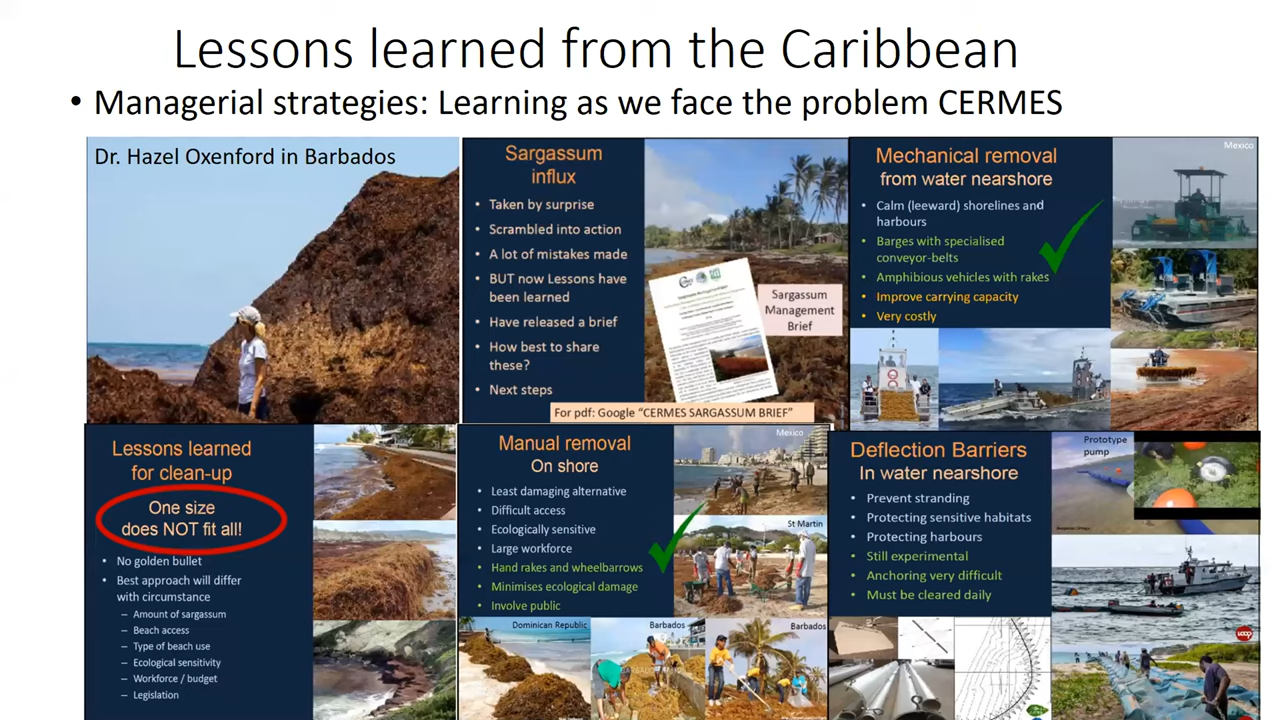 Lessons learned from the Caribbean
• Managerial strategies: Learning as we face the problem CERMES
Dr. Hazel Oxenford in Barbados
Sargassum
influx
• Taken by surprise
• Scrambled into action
• A lot of mistakes made
• BUT now Lessons have
been learned
• Have released a brief
• How best to share
these?
• Next steps
Sargassum
Management
Brief
For pdf: Google "CERMES SARGASSUM BRIEF"
Mechanical removal
from water nearshore
Mexico
• Calm (leeward) shorelines and
harbours
• Barges with specialised
conveyor-belts
• Amphibious vehicles with rakes
• Improve carrying capacity
• Very costly
Lessons learned
for clean-up
One size
does NOT fit all!
• No golden bullet
• Best approach will differ
with circumstance
– Amount of sargassum
– Beach access
– Type of beach use
– Ecological sensitivity
– Workforce / budget
– Legislation
Manual removal
On shore
Mexico
• Least damaging alternative
• Difficult access
• Ecologically sensitive
• Large workforce
• Hand rakes and wheelbarrows
• Minimises ecological damage
• Involve public
St Martin
Dominican Republic
Barbados
Barbados
Deflection Barriers
In water nearshore
• Prevent stranding
• Protecting sensitive habitats
• Protecting harbours
• Still experimental
• Anchoring very difficult
• Must be cleared daily
Prototype
pump
LOOP